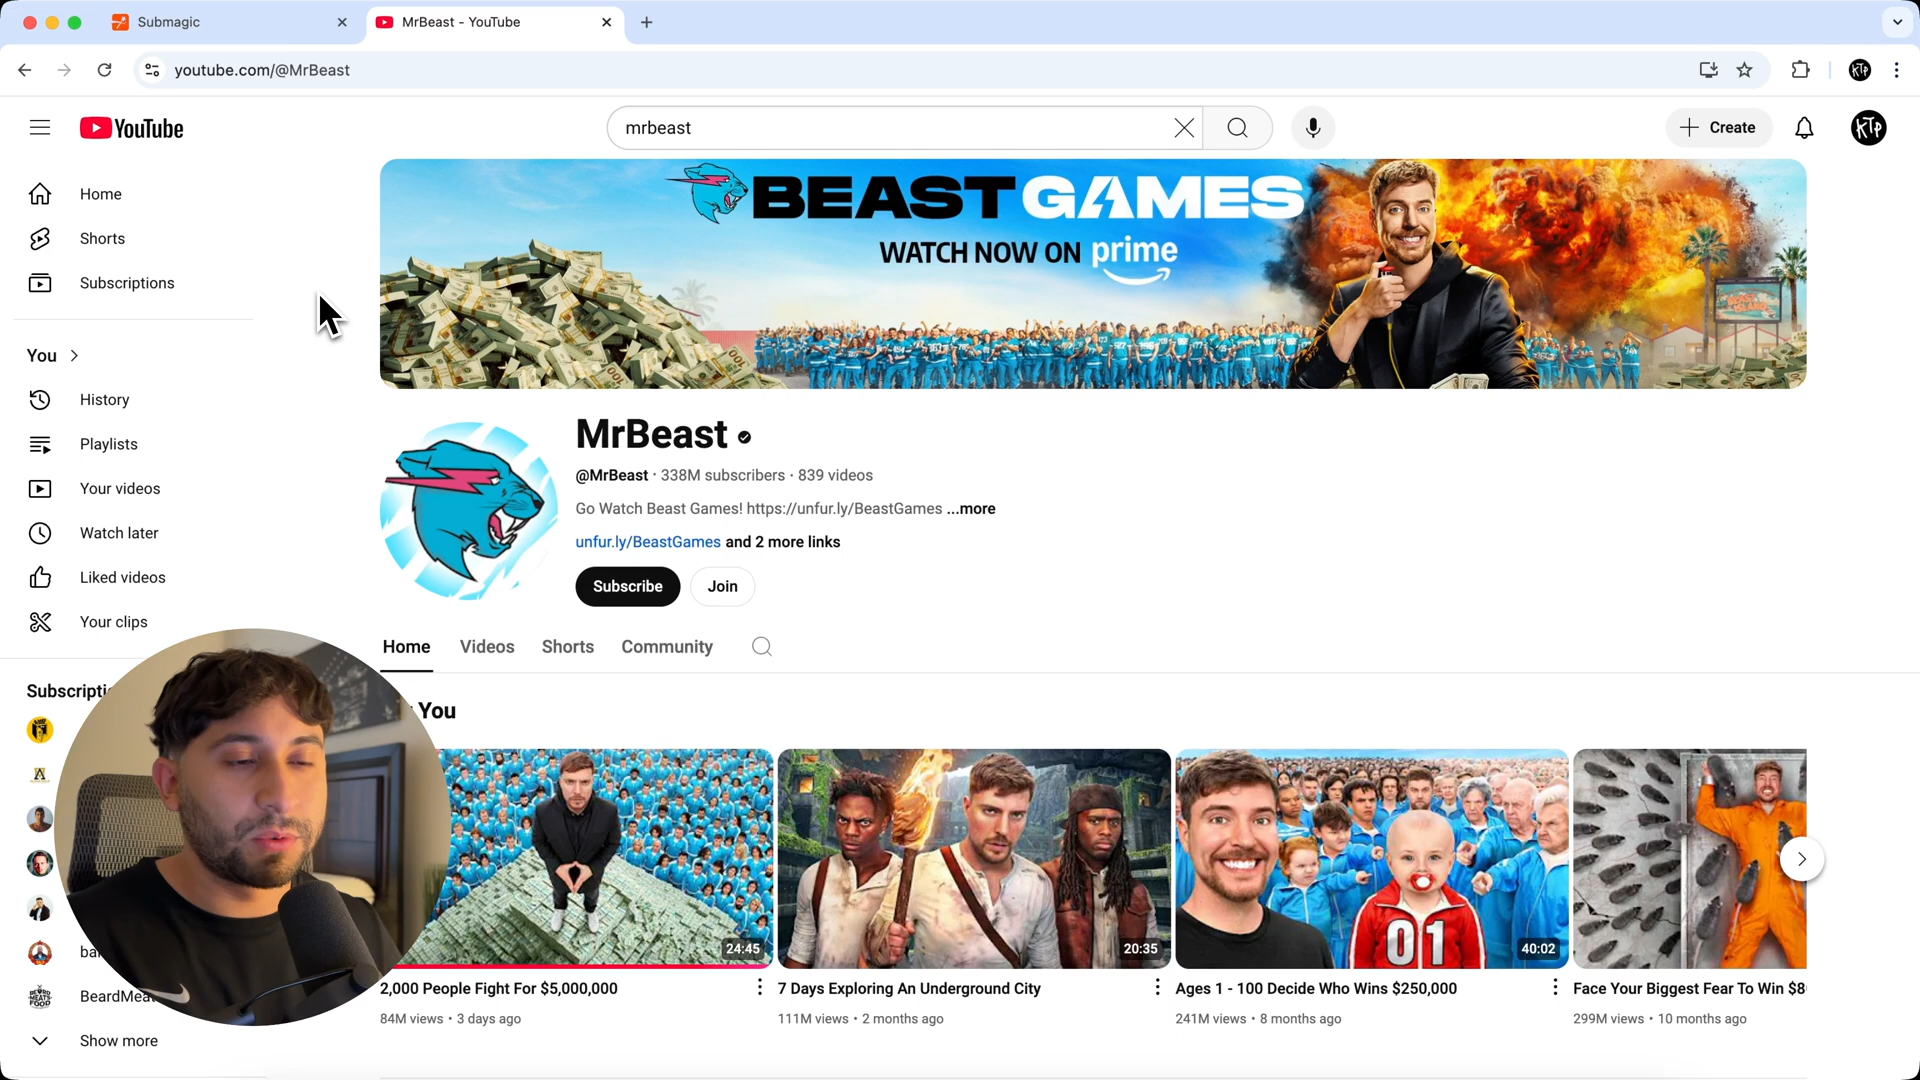 Submagic
MrBeast - YouTube
youtube.com/@MrBeast
KTP
YouTube
mrbeast
Create
KTP
Home
Shorts
Subscriptions
You
History
Playlists
Your videos
Watch later
Liked videos
Your clips
Show more
BEAST GAMES
WATCH NOW ON prime
MrBeast
@MrBeast · 338M subscribers · 839 videos
Go Watch Beast Games! https://unfur.ly/BeastGames ...more
unfur.ly/BeastGames and 2 more links
Subscribe
Join
Home
Videos
Shorts
Community
You
24:45
2,000 People Fight For $5,000,000
84M views • 3 days ago
20:35
7 Days Exploring An Underground City
111M views • 2 months ago
01
40:02
Ages 1 - 100 Decide Who Wins $250,000
241M views • 8 months ago
Face Your Biggest Fear To Win $8
299M views • 10 months ago